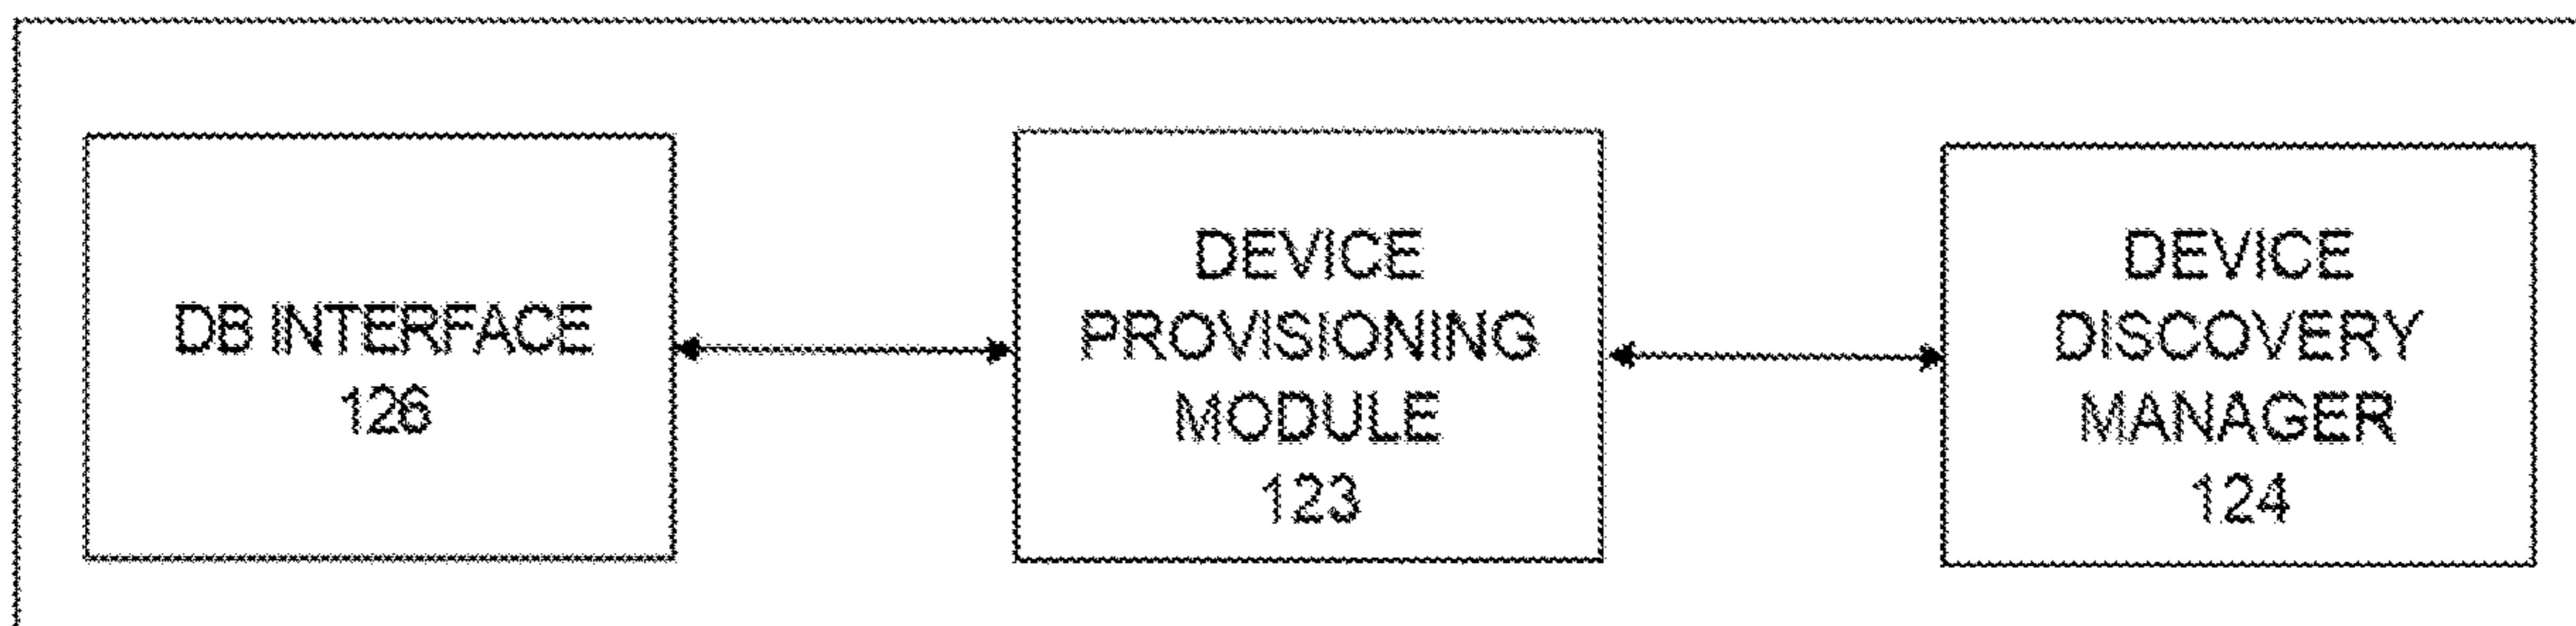 DB INTERFACE
126
DEVICE
PROVISIONING
MODULE
123
DEVICE
DISCOVERY
MANAGER
124